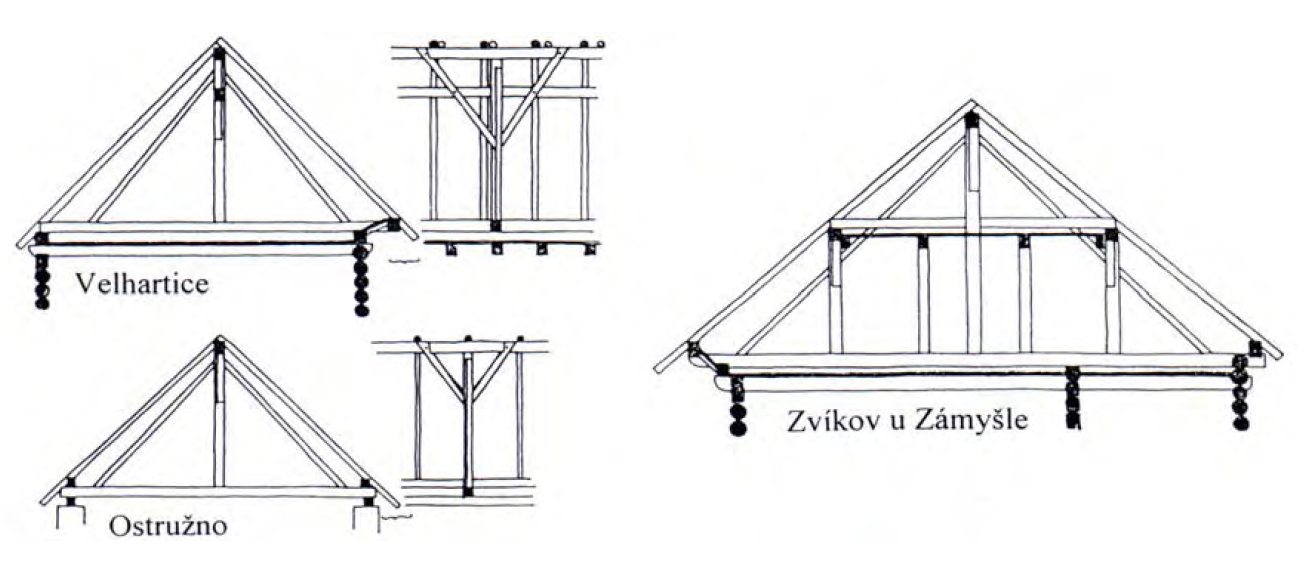 Velhartice
Ostružno
Zvíkov u Zámyšle